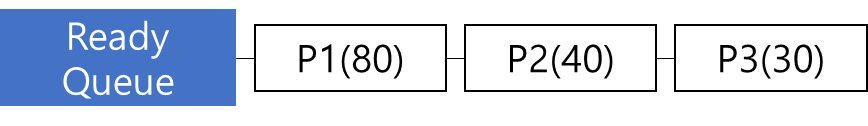 Ready
Queue
P1(80)
P2(40)
P3(30)